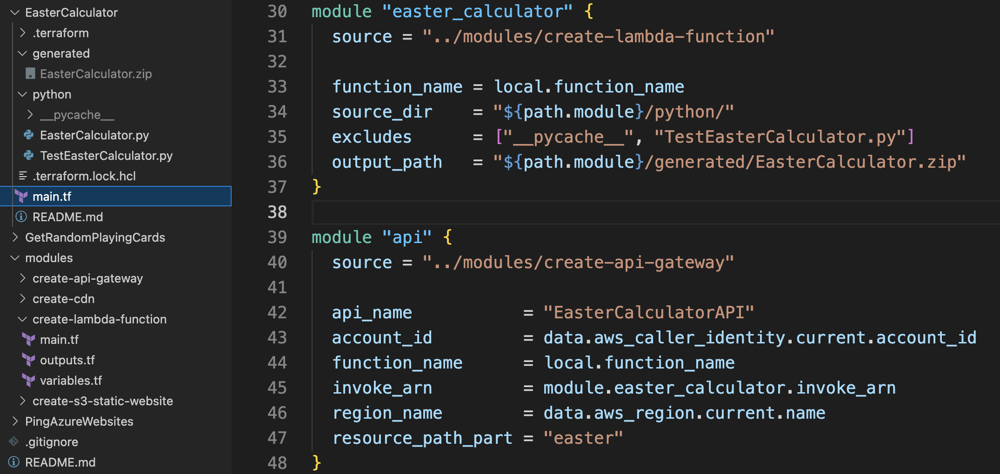 EasterCalculator
.terraform
generated
EasterCalculator.zip
python
__pycache__
EasterCalculator.py
TestEasterCalculator.py
.terraform.lock.hcl
main.tf
README.md
GetRandomPlayingCards
modules
create-api-gateway
create-cdn
create-lambda-function
main.tf
outputs.tf
variables.tf
create-s3-static-website
PingAzureWebsites
.gitignore
README.md
30 module "easter_calculator" {
31   source = "../modules/create-lambda-function"
32
33   function_name = local.function_name
34   source_dir    = "${path.module}/python/"
35   excludes      = ["__pycache__", "TestEasterCalculator.py"]
36   output_path   = "${path.module}/generated/EasterCalculator.zip"
37 }
38
39 module "api" {
40   source = "../modules/create-api-gateway"
41
42   api_name           = "EasterCalculatorAPI"
43   account_id         = data.aws_caller_identity.current.account_id
44   function_name      = local.function_name
45   invoke_arn         = module.easter_calculator.invoke_arn
46   region_name        = data.aws_region.current.name
47   resource_path_part = "easter"
48 }